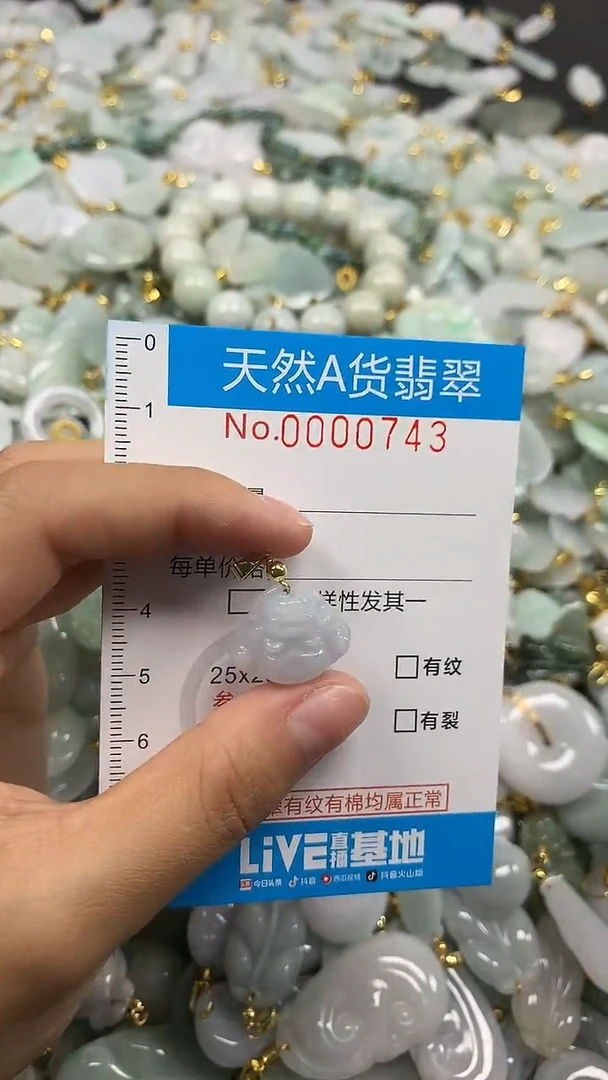 0
天然A货翡翠
1
No.0000743
每单价
4
样性发其一
5
25x2
有纹
参
有裂
6
有纹有棉均属正常
LiVE直播基地
今日头条 抖音 西瓜视频 抖音火山版